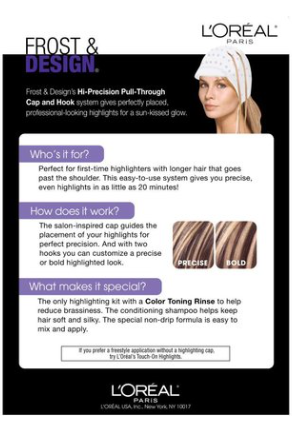 L'ORÉAL
PARIS
FROST &
DESIGN®
Frost & Design's Hi-Precision Pull-Through
Cap and Hook system gives perfectly placed,
professional-looking highlights for a sun-kissed glow.
Who's it for?
Perfect for first-time highlighters with longer hair that goes
past the shoulder. This easy-to-use system gives you precise,
even highlights in as little as 20 minutes!
How does it work?
The salon-inspired cap guides the
placement of your highlights for
perfect precision. And with two
hooks you can customize a precise
or bold highlighted look.
PRECISE
BOLD
What makes it special?
The only highlighting kit with a Color Toning Rinse to help
reduce brassiness. The conditioning shampoo helps keep
hair soft and silky. The special non-drip formula is easy to
mix and apply.
If you prefer a freestyle application without a highlighting cap,
try L'Oréal's Touch-On Highlights.
L'ORÉAL
PARIS
L'ORÉAL USA, Inc., New York, NY 10017